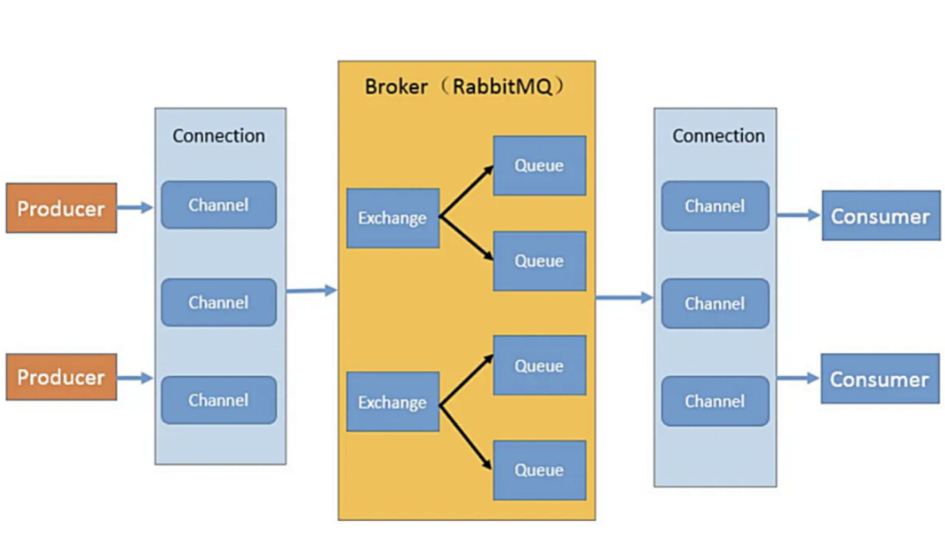 Broker（RabbitMQ）
Connection
Connection
Producer
Channel
Exchange
Queue
Queue
Channel
Consumer
Channel
Channel
Producer
Channel
Exchange
Queue
Queue
Channel
Consumer